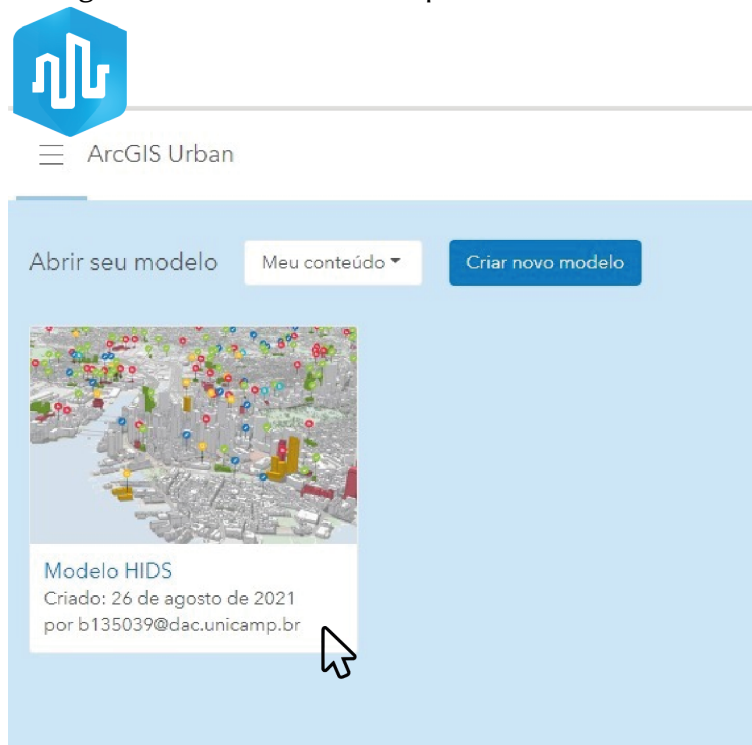 ArcGIS Urban
Abrir seu modelo
Meu conteúdo
Criar novo modelo
Modelo HIDS
Criado: 26 de agosto de 2021
por b135039@dac.unicamp.br